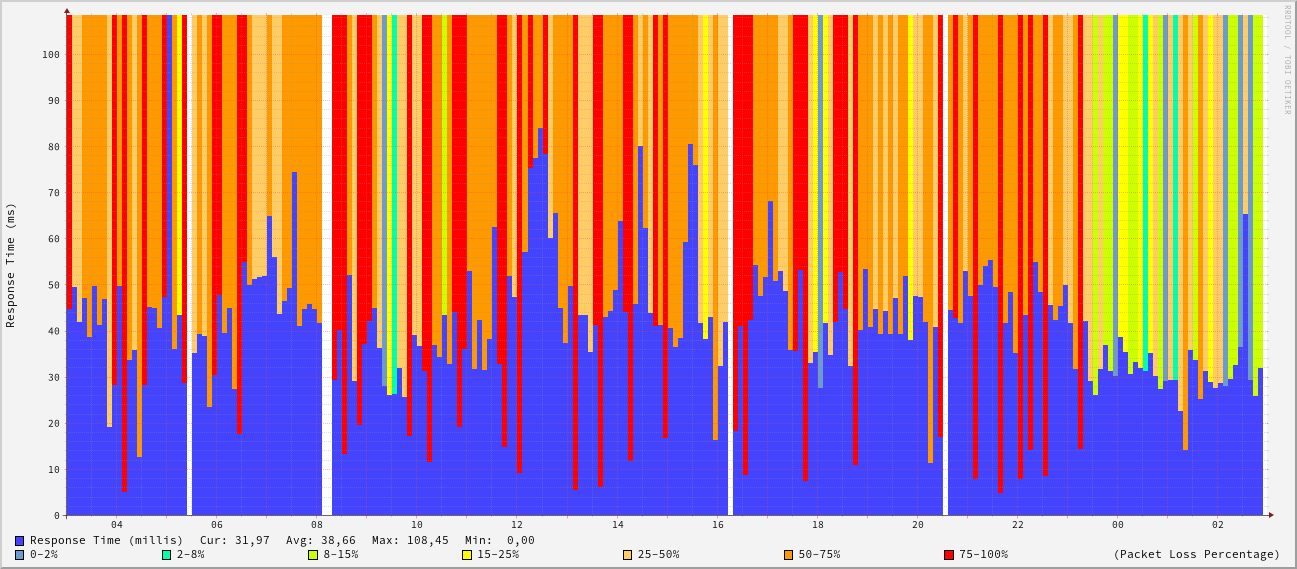 RRDTOOL / TOBI OETIKER
Response Time (ms)
100
90
80
70
60
50
40
30
20
10
0
04 06 08 10 12 14 16 18 20 22 00 02
Response Time (millis) Cur: 31,97 Avg: 38,66 Max: 108,45 Min: 0,00
0-2% 2-8% 8-15% 15-25% 25-50% 50-75% 75-100% (Packet Loss Percentage)